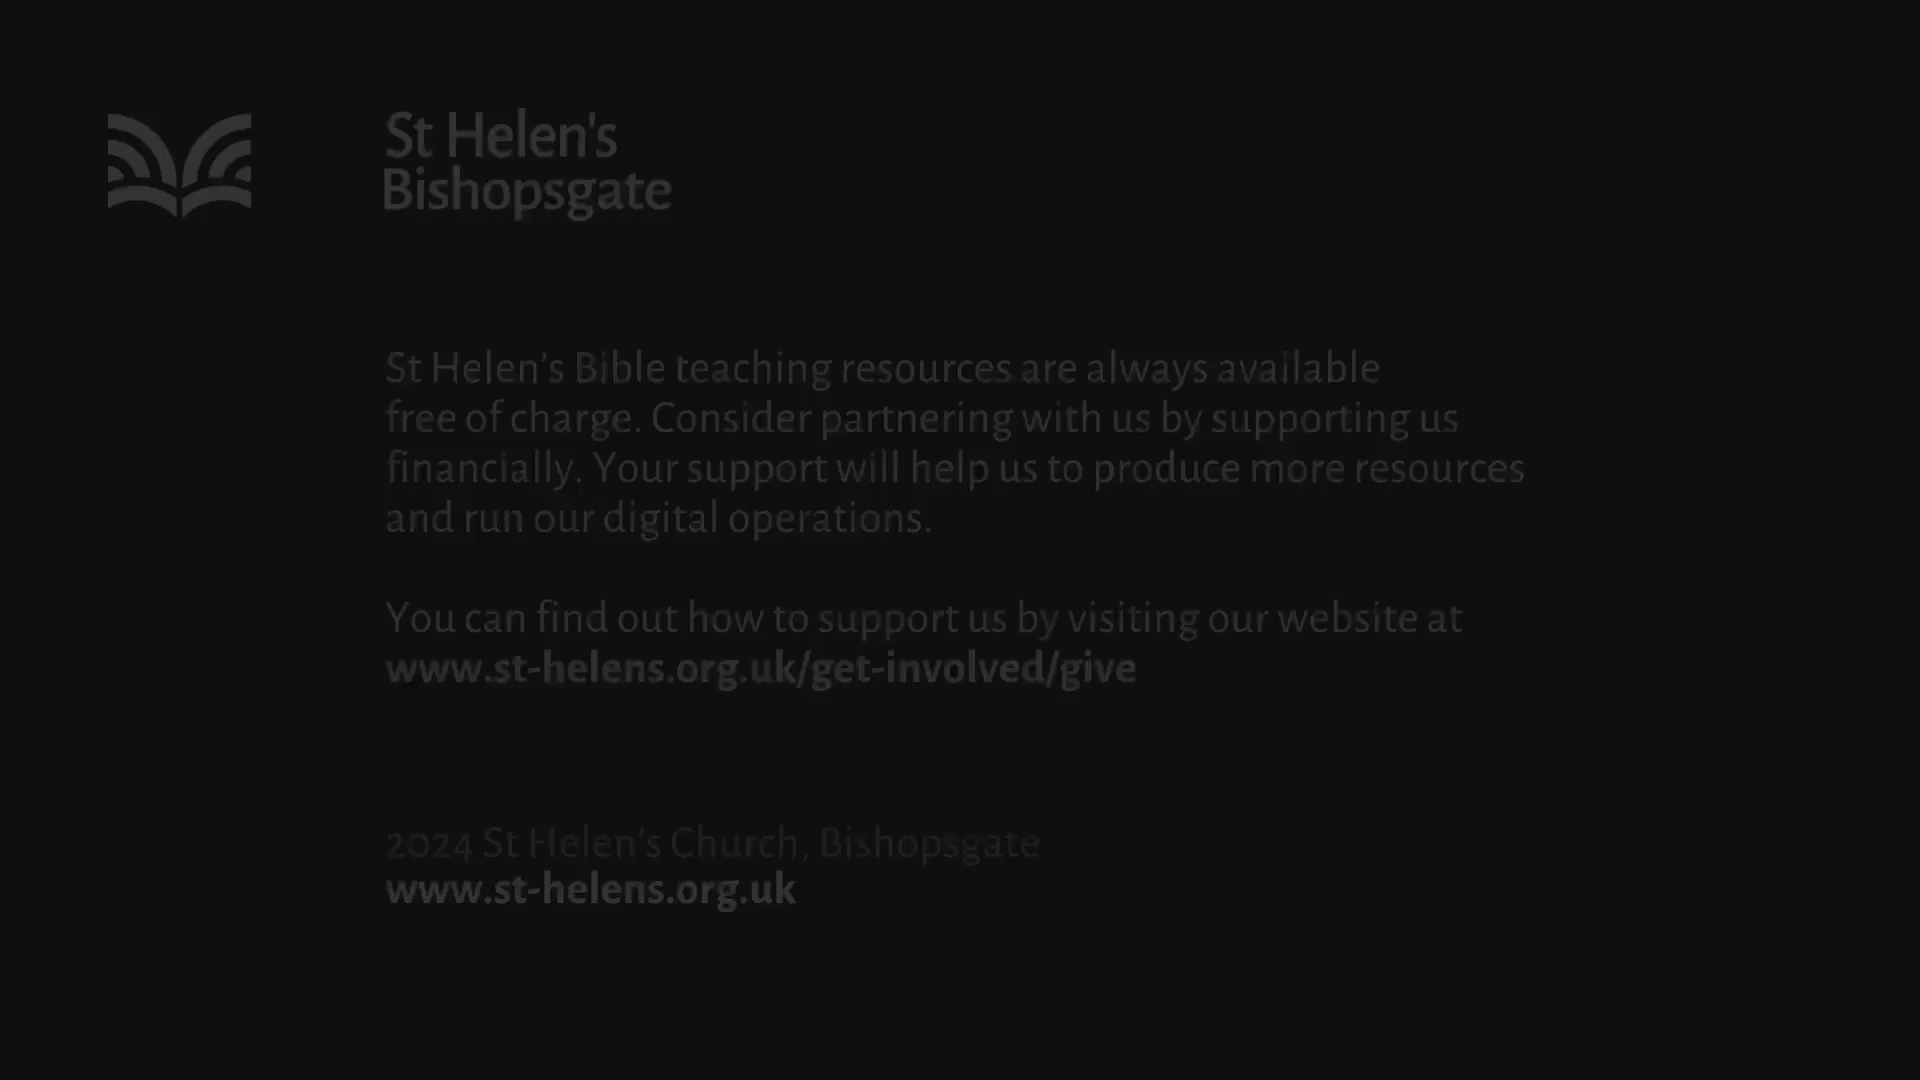 St Helen's
Bishopsgate
St Helen’s Bible teaching resources are always available
free of charge. Consider partnering with us by supporting us
financially. Your support will help us to produce more resources
and run our digital operations.
You can find out how to support us by visiting our website at
www.st-helens.org.uk/get-involved/give
2024 St Helen’s Church, Bishopsgate
www.st-helens.org.uk